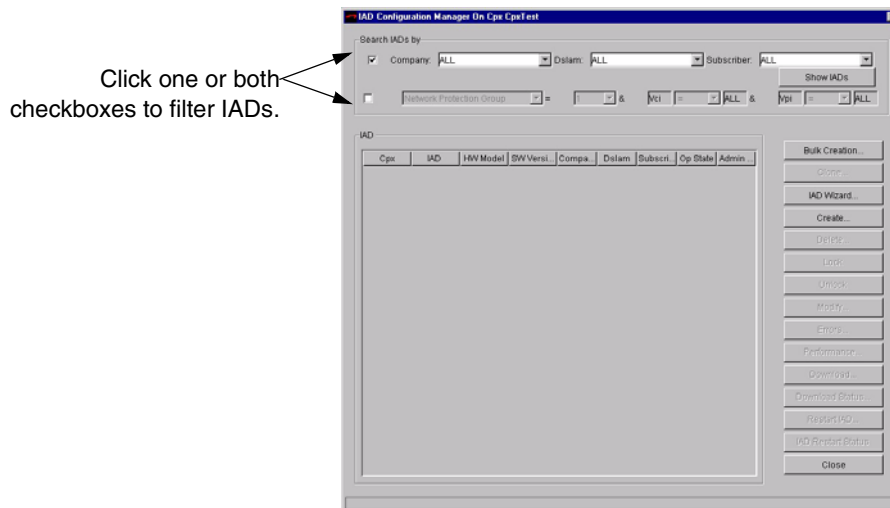 IAD Configuration Manager On Cpx CpxTest
Search IADs by
Company: ALL Dslam: ALL Subscriber: ALL
Show IADs
Click one or both
checkboxes to filter IADs.
Network Protection Group = 1 & Vci = ALL & Vpi = ALL
IAD
Cpx IAD HW Model SW Versi... Compa... Dslam Subscri... Op State Admin ...
Bulk Creation...
Clone...
IAD Wizard...
Create...
Delete...
Lock
Unlock
Modify...
Errors...
Performance...
Download...
Download Status...
Restart IAD...
IAD Restart Status
Close